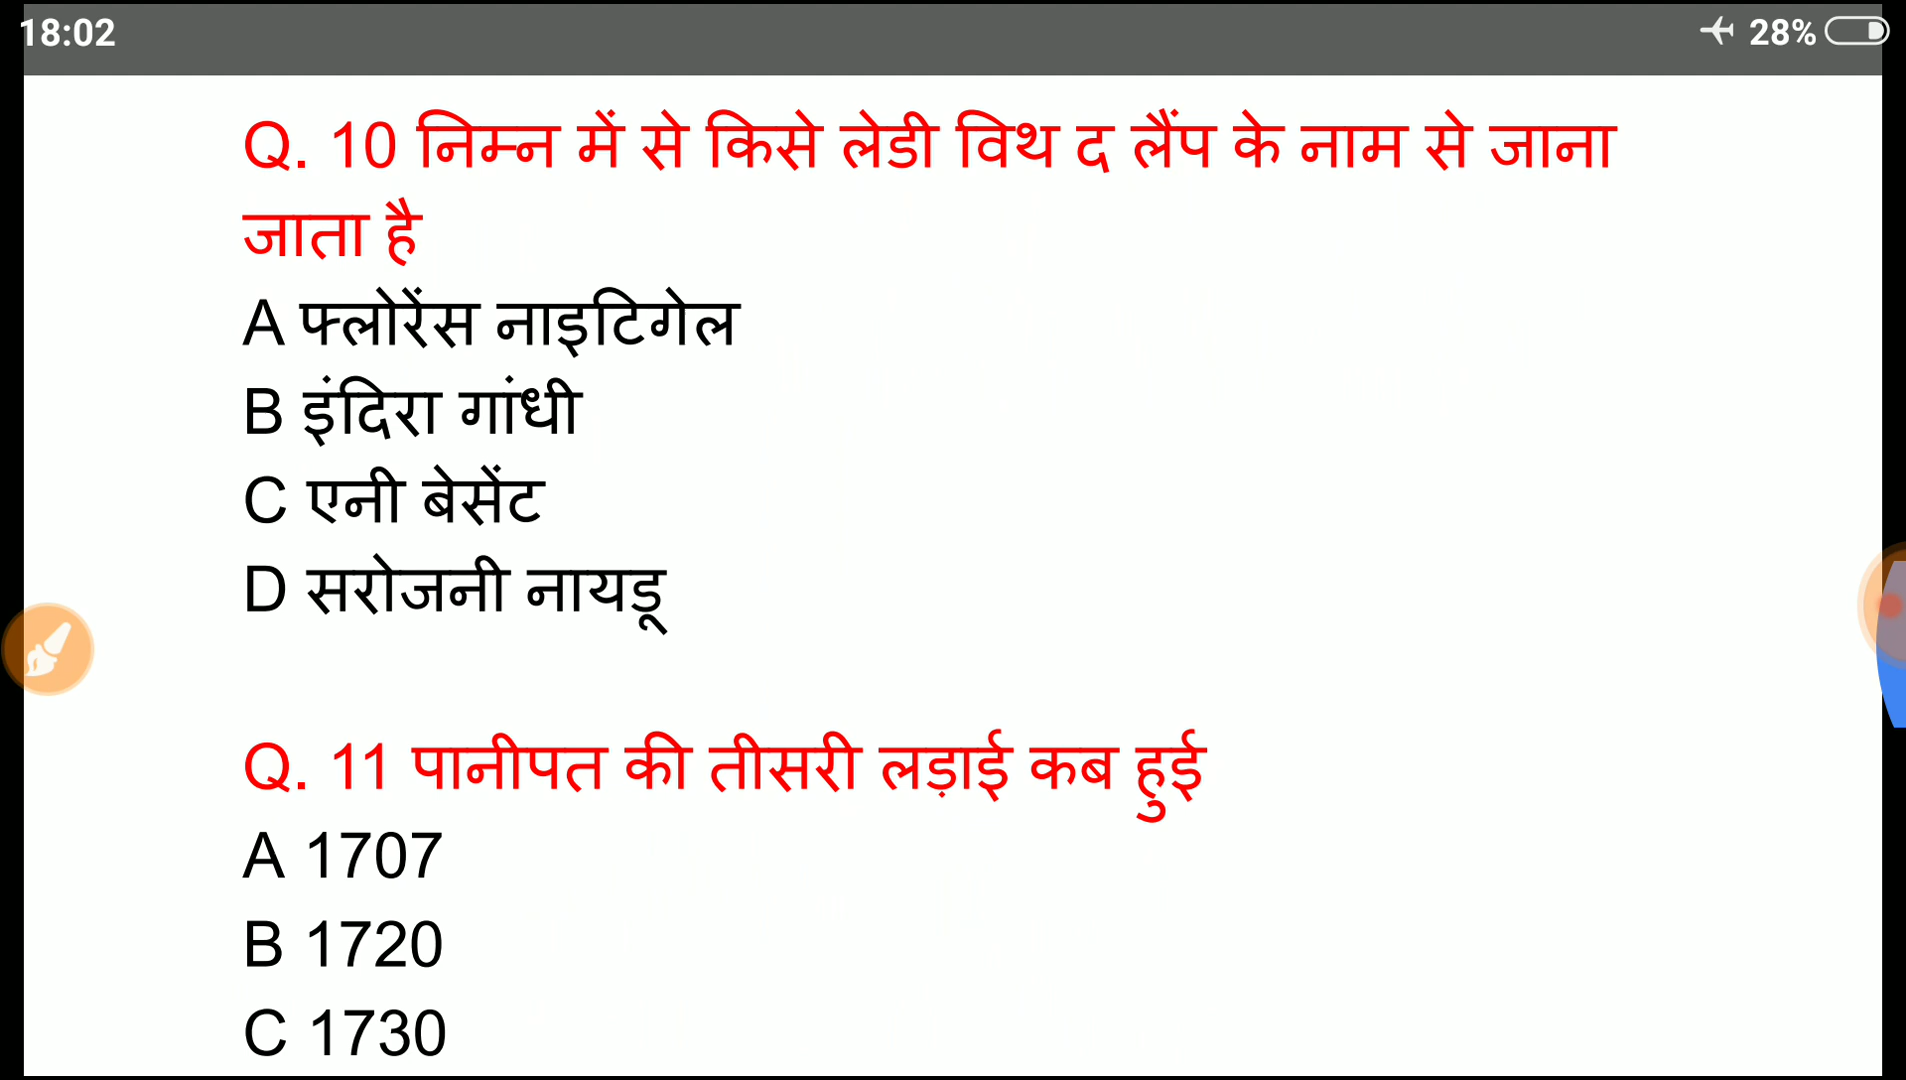 18:02
28%
Q. 10 निम्न में से किसे लेडी विथ द लैंप के नाम से जाना
जाता है
A फ्लोरेंस नाइटिगेल
B इंदिरा गांधी
C एनी बेसेंट
D सरोजनी नायडू
Q. 11 पानीपत की तीसरी लड़ाई कब हुई
A 1707
B 1720
C 1730